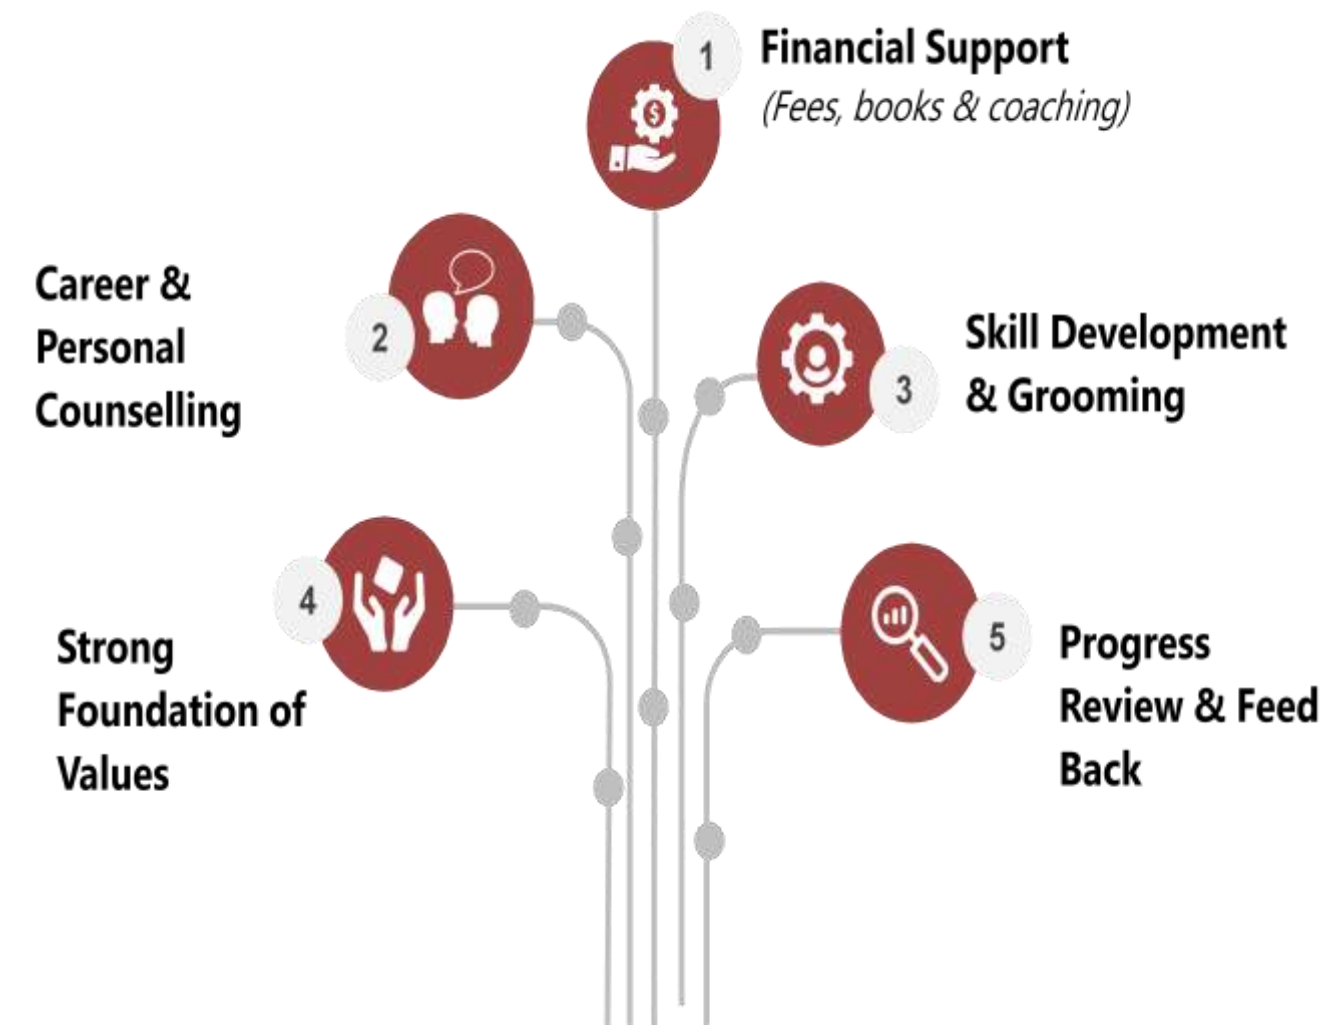 1
Financial Support
(Fees, books & coaching)
2
Career &
Personal
Counselling
3
Skill Development
& Grooming
4
Strong
Foundation of
Values
5
Progress
Review & Feed
Back
$